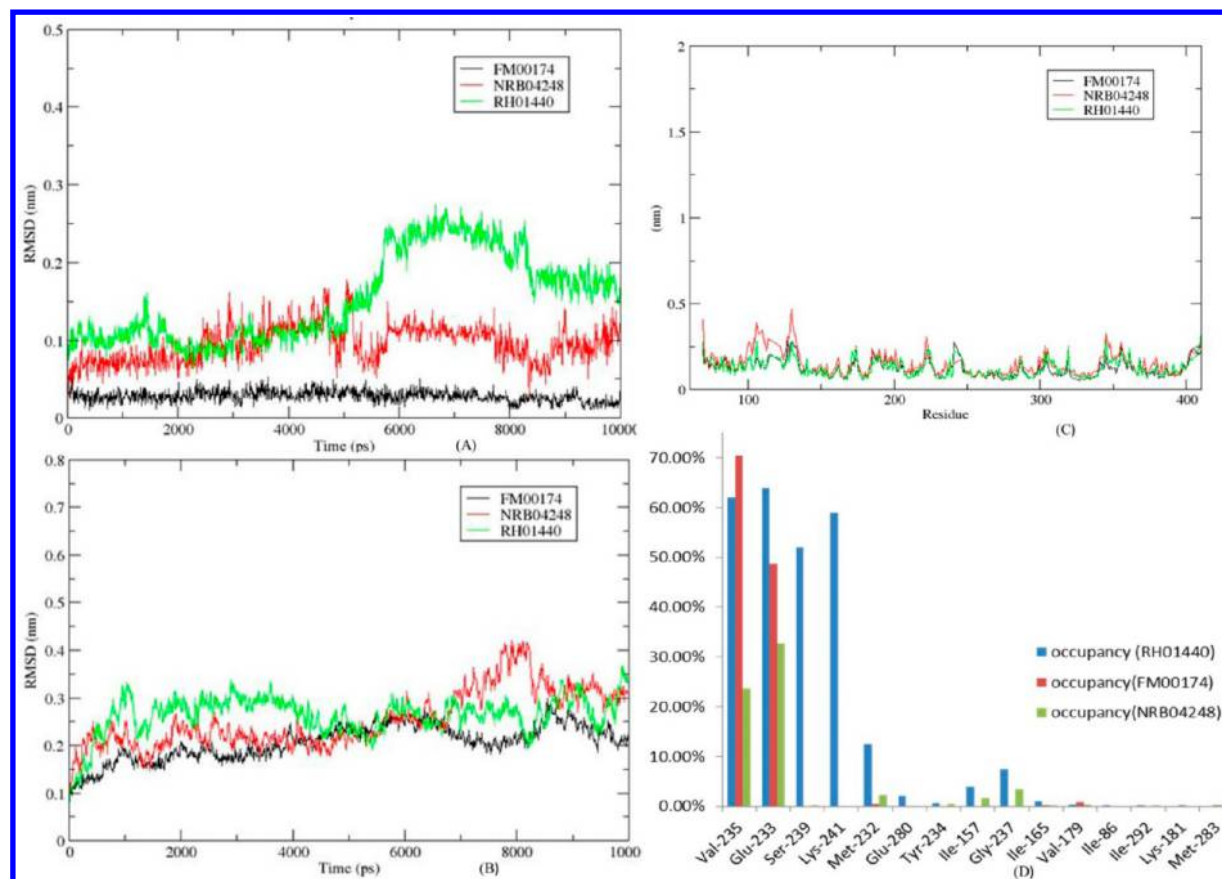 0.5
0.4
0.3
0.2
0.1
0
RMSD (nm)
FM00174
NRB04248
RH01440
0 2000 4000 6000 8000 10000
Time (ps)
(A)
2
1.5
1
0.5
0
(nm)
FM00174
NRB04248
RH01440
100 200 300 400
Residue
(C)
0.8
0.7
0.6
0.5
0.4
0.3
0.2
0.1
0
RMSD (nm)
FM00174
NRB04248
RH01440
0 2000 4000 6000 8000 1000
Time (ps)
(B)
70.00%
60.00%
50.00%
40.00%
30.00%
20.00%
10.00%
0.00%
occupancy (RH01440)
occupancy(FM00174)
occupancy(NRB04248)
Val-235
Glu-233
Ser-239
Lys-241
Met-232
Glu-280
Tyr-234
Ile-157
Gly-237
Ile-165
Val-179
Ile-86
Ile-292
Lys-181
Met-283
(D)